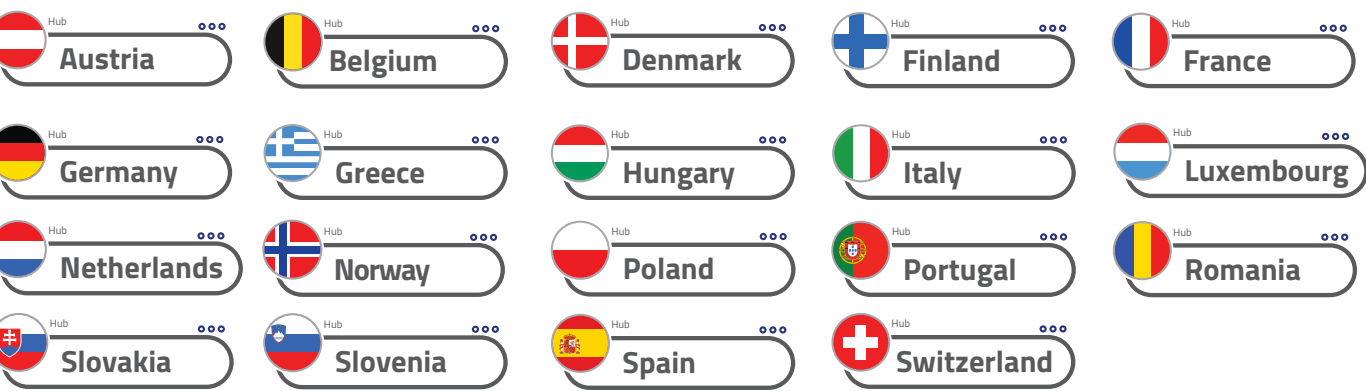 Hub
Austria
Hub
Belgium
Hub
Denmark
Hub
Finland
Hub
France
Hub
Germany
Hub
Greece
Hub
Hungary
Hub
Italy
Hub
Luxembourg
Hub
Netherlands
Hub
Norway
Hub
Poland
Hub
Portugal
Hub
Romania
Hub
Slovakia
Hub
Slovenia
Hub
Spain
Hub
Switzerland